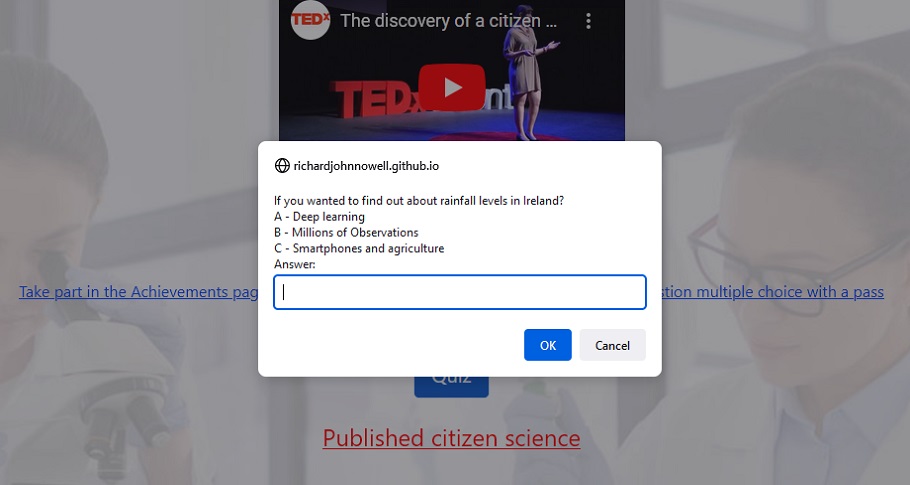 TEDx The discovery of a citizen ...
TEDx
richardjohnnowell.github.io
If you wanted to find out about rainfall levels in Ireland?
A - Deep learning
B - Millions of Observations
C - Smartphones and agriculture
Answer:
Take part in the Achievements pag
stion multiple choice with a pass
OK Cancel
Quiz
Published citizen science